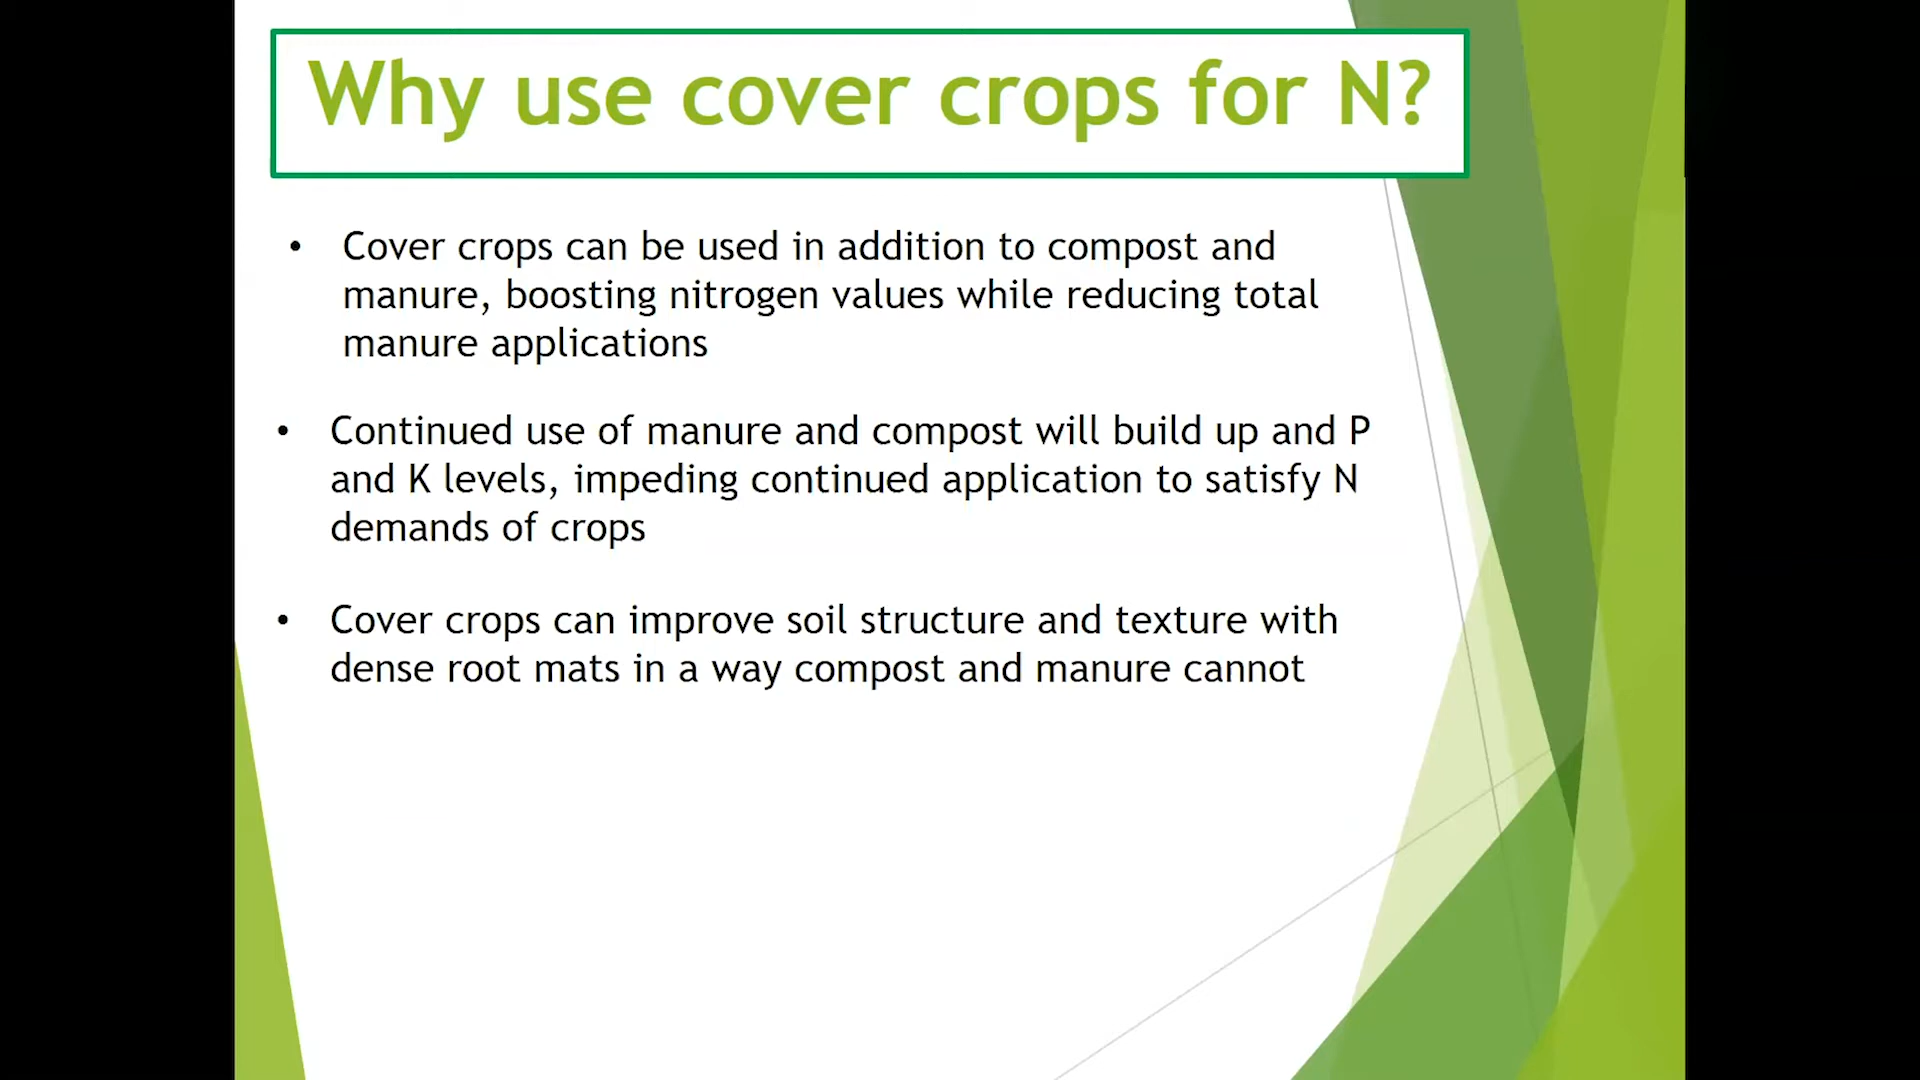 Why use cover crops for N?
• Cover crops can be used in addition to compost and
manure, boosting nitrogen values while reducing total
manure applications
• Continued use of manure and compost will build up and P
and K levels, impeding continued application to satisfy N
demands of crops
• Cover crops can improve soil structure and texture with
dense root mats in a way compost and manure cannot